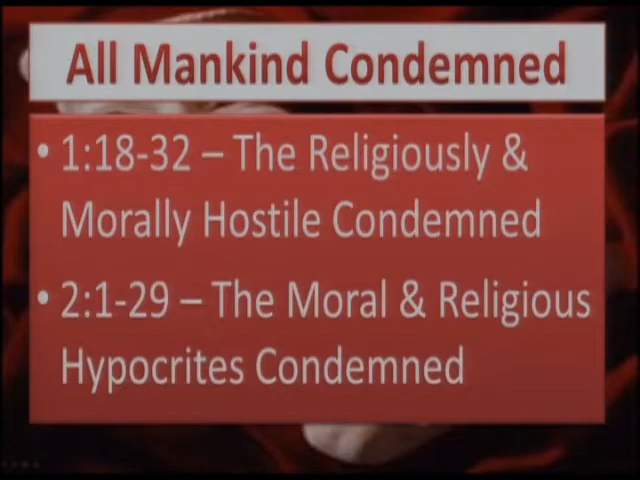 All Mankind Condemned
• 1:18-32 – The Religiously &
Morally Hostile Condemned
• 2:1-29 – The Moral & Religious
Hypocrites Condemned